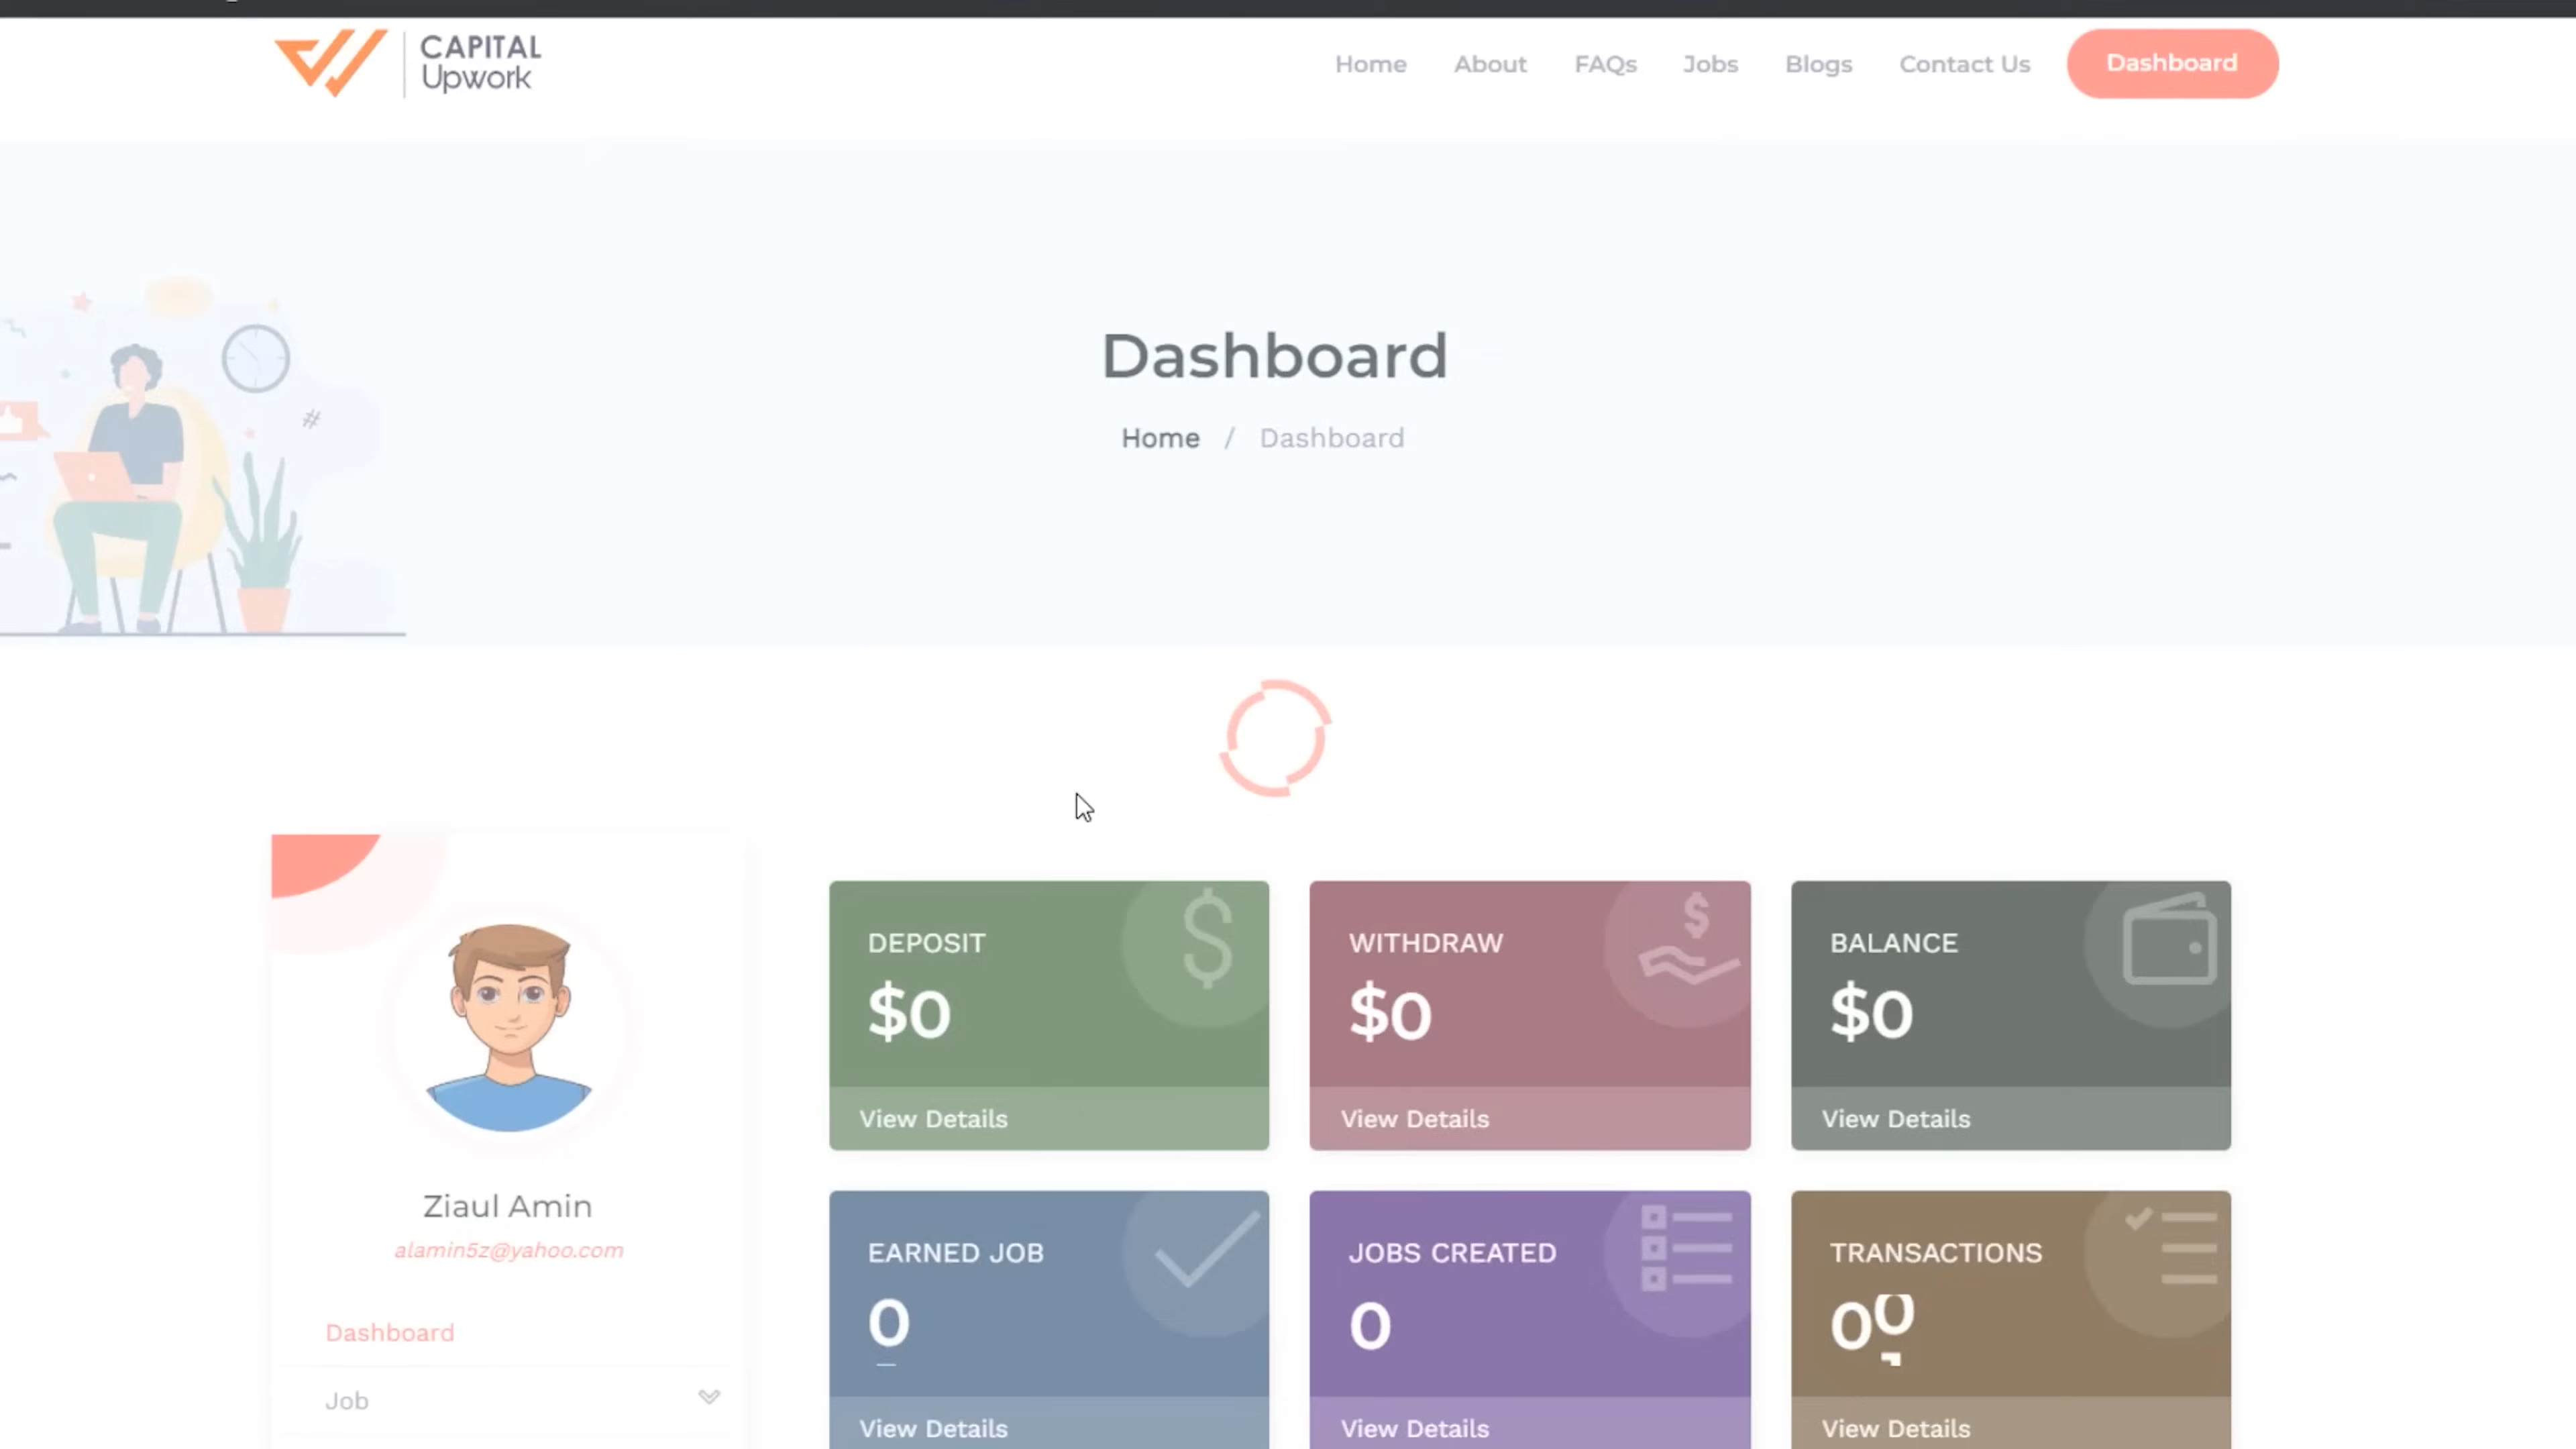 CAPITAL
Upwork
Home About FAQs Jobs Blogs Contact Us Dashboard
Dashboard
Home / Dashboard
#
DEPOSIT
$0
View Details
WITHDRAW
$0
View Details
BALANCE
$0
View Details
Ziaul Amin
alamin5z@yahoo.com
Dashboard
Job
EARNED JOB
0
View Details
JOBS CREATED
0
View Details
TRANSACTIONS
00
View Details